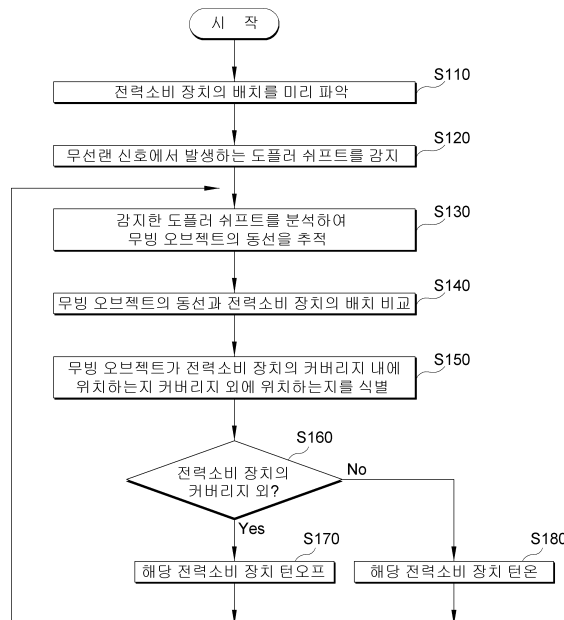 시 작
S110
전력소비 장치의 배치를 미리 파악
S120
무선랜 신호에서 발생하는 도플러 쉬프트를 감지
S130
감지한 도플러 쉬프트를 분석하여
무빙 오브젝트의 동선을 추적
S140
무빙 오브젝트의 동선과 전력소비 장치의 배치 비교
S150
무빙 오브젝트가 전력소비 장치의 커버리지 내에
위치하는지 커버리지 외에 위치하는지를 식별
S160
전력소비 장치의
커버리지 외?
No
Yes
S170
해당 전력소비 장치 턴오프
S180
해당 전력소비 장치 턴온